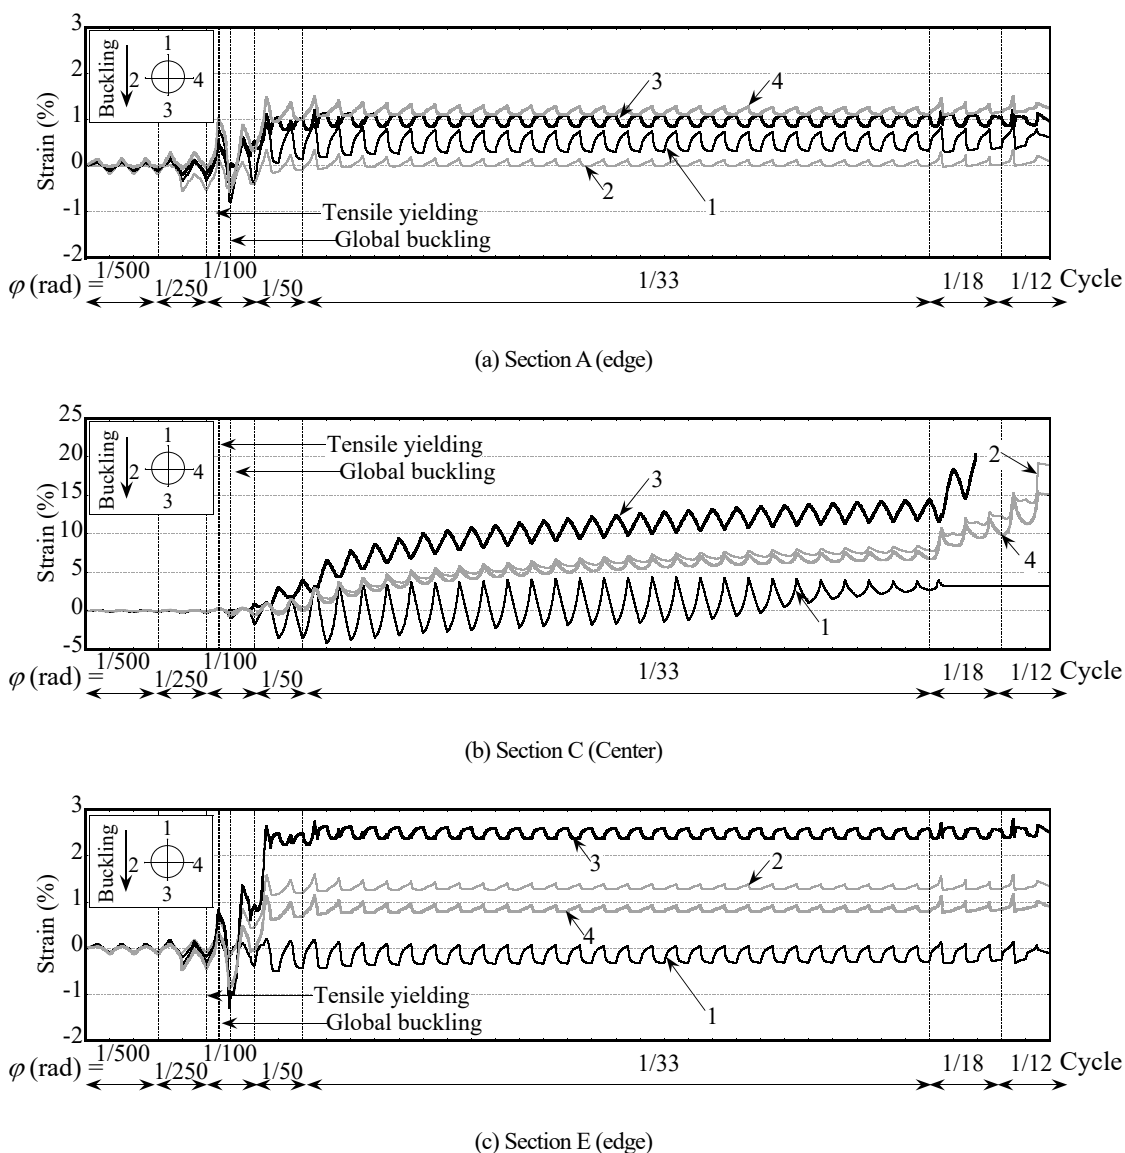 3
2
1
0
-1
-2
Strain (%)
Buckling
1
2 4
3
3
4
2
1
Tensile yielding
Global buckling
φ (rad) = 1/500 1/250 1/100 1/50 1/33 1/18 1/12 Cycle
(a) Section A (edge)
25
20
15
10
5
0
-5
Strain (%)
Buckling
1
2 4
3
Tensile yielding
Global buckling
3
2
4
1
φ (rad) = 1/500 1/250 1/100 1/50 1/33 1/18 1/12 Cycle
(b) Section C (Center)
3
2
1
0
-1
-2
Strain (%)
Buckling
1
2 4
3
3
2
4
1
Tensile yielding
Global buckling
φ (rad) = 1/500 1/250 1/100 1/50 1/33 1/18 1/12 Cycle
(c) Section E (edge)